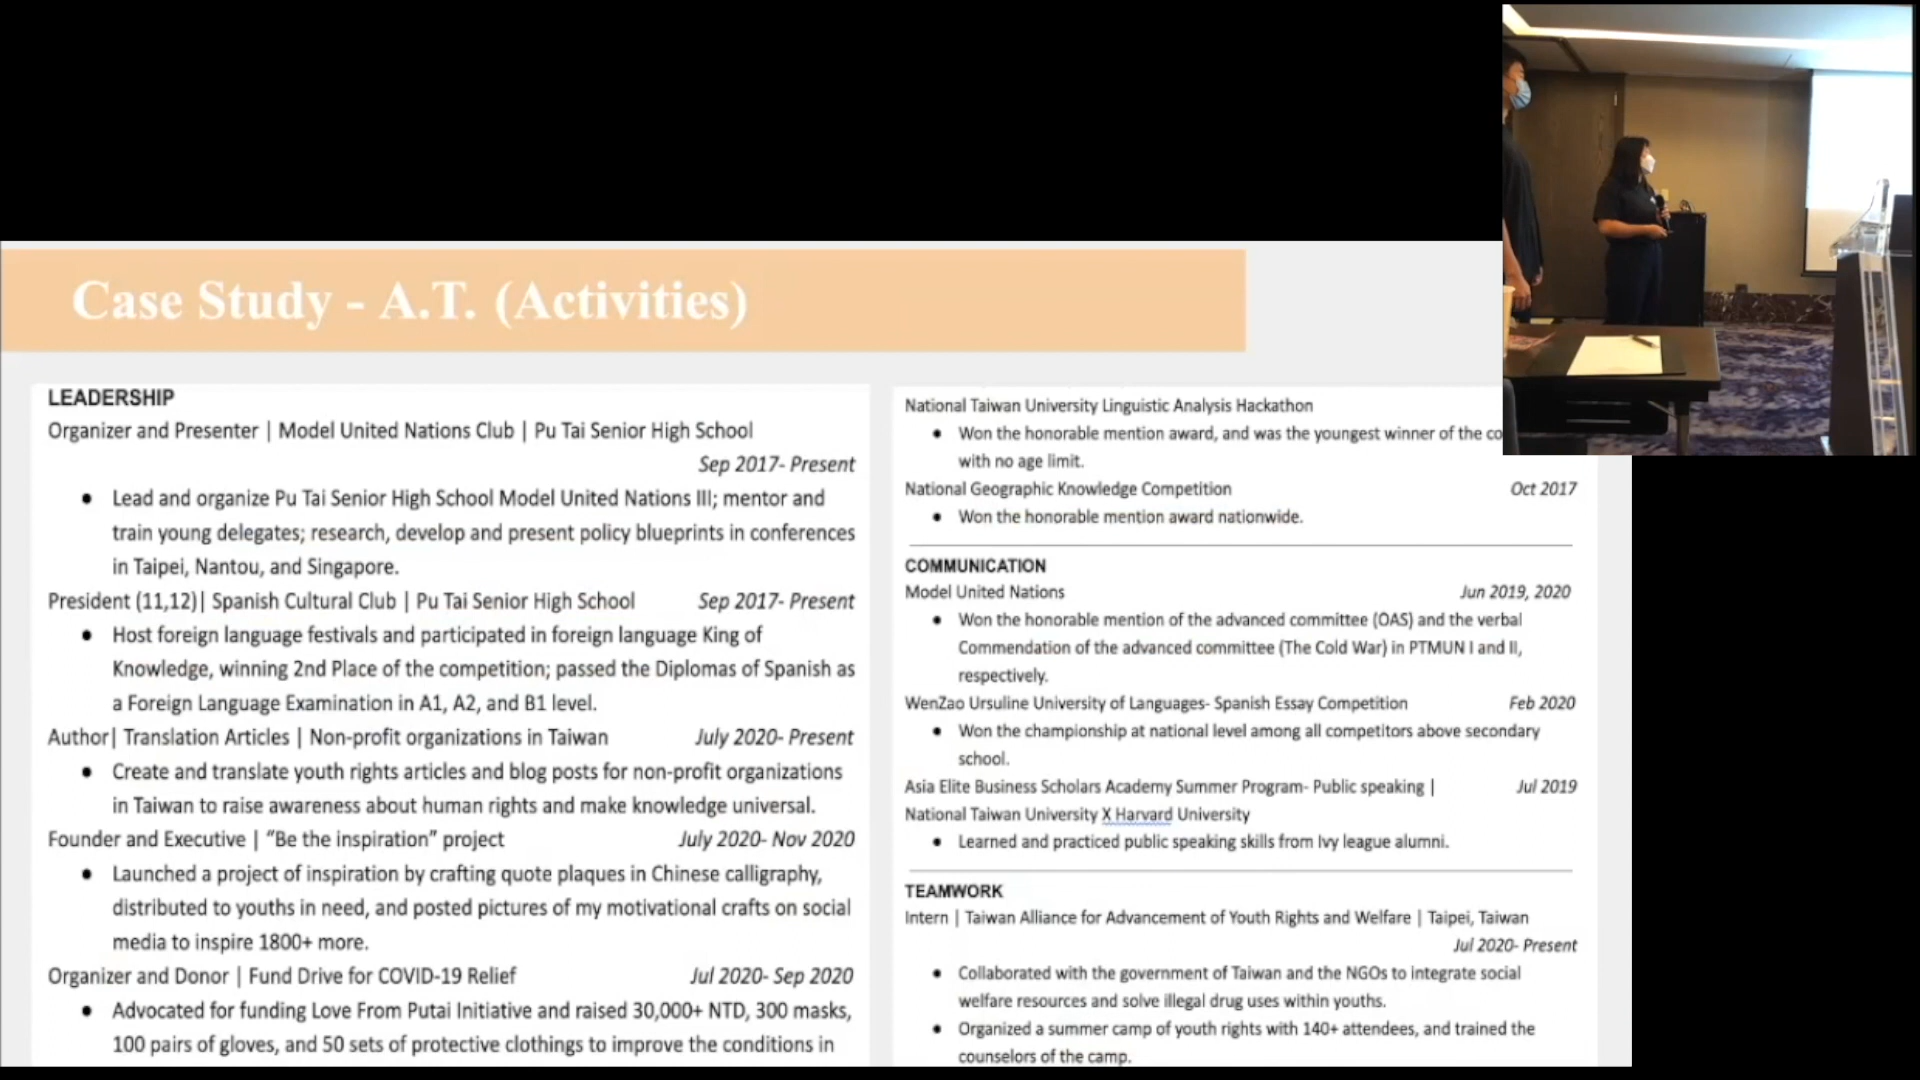 Case Study - A.T. (Activities)
LEADERSHIP
Organizer and Presenter | Model United Nations Club | Pu Tai Senior High School
Sep 2017- Present
● Lead and organize Pu Tai Senior High School Model United Nations III; mentor and
train young delegates; research, develop and present policy blueprints in conferences
in Taipei, Nantou, and Singapore.
President (11,12)| Spanish Cultural Club | Pu Tai Senior High School Sep 2017- Present
● Host foreign language festivals and participated in foreign language King of
Knowledge, winning 2nd Place of the competition; passed the Diplomas of Spanish as
a Foreign Language Examination in A1, A2, and B1 level.
Author| Translation Articles | Non-profit organizations in Taiwan July 2020- Present
● Create and translate youth rights articles and blog posts for non-profit organizations
in Taiwan to raise awareness about human rights and make knowledge universal.
Founder and Executive | “Be the inspiration” project July 2020- Nov 2020
● Launched a project of inspiration by crafting quote plaques in Chinese calligraphy,
distributed to youths in need, and posted pictures of my motivational crafts on social
media to inspire 1800+ more.
Organizer and Donor | Fund Drive for COVID-19 Relief Jul 2020- Sep 2020
● Advocated for funding Love From Putai Initiative and raised 30,000+ NTD, 300 masks,
100 pairs of gloves, and 50 sets of protective clothings to improve the conditions in
National Taiwan University Linguistic Analysis Hackathon
● Won the honorable mention award, and was the youngest winner of the co
with no age limit.
National Geographic Knowledge Competition Oct 2017
● Won the honorable mention award nationwide.
COMMUNICATION
Model United Nations Jun 2019, 2020
● Won the honorable mention of the advanced committee (OAS) and the verbal
Commendation of the advanced committee (The Cold War) in PTMUN I and II,
respectively.
WenZao Ursuline University of Languages- Spanish Essay Competition Feb 2020
● Won the championship at national level among all competitors above secondary
school.
Asia Elite Business Scholars Academy Summer Program- Public speaking | Jul 2019
National Taiwan University X Harvard University
● Learned and practiced public speaking skills from Ivy league alumni.
TEAMWORK
Intern | Taiwan Alliance for Advancement of Youth Rights and Welfare | Taipei, Taiwan
Jul 2020- Present
● Collaborated with the government of Taiwan and the NGOs to integrate social
welfare resources and solve illegal drug uses within youths.
● Organized a summer camp of youth rights with 140+ attendees, and trained the
counselors of the camp.